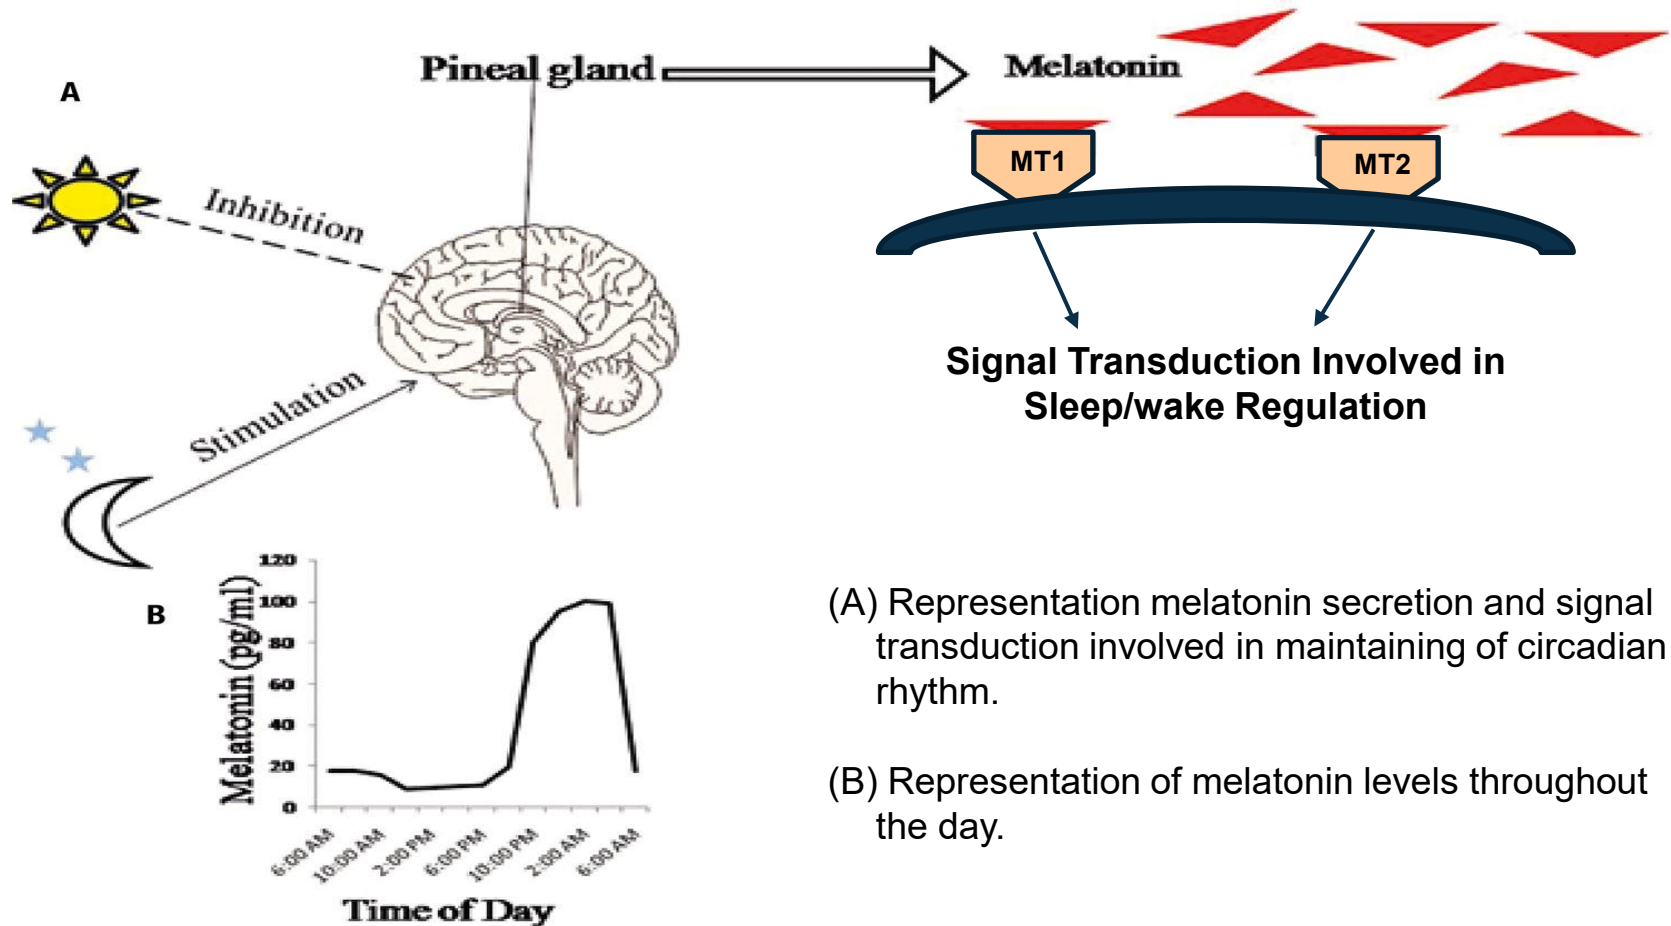 A
Pineal gland
Melatonin
MT1
MT2
Inhibition
Stimulation
Signal Transduction Involved in
Sleep/wake Regulation
B
Melatonin (pg/ml)
120
100
80
60
40
20
0
6:00 AM
10:00 AM
2:00 PM
6:00 PM
10:00 PM
2:00 AM
6:00 AM
Time of Day
(A) Representation melatonin secretion and signal
transduction involved in maintaining of circadian
rhythm.
(B) Representation of melatonin levels throughout
the day.